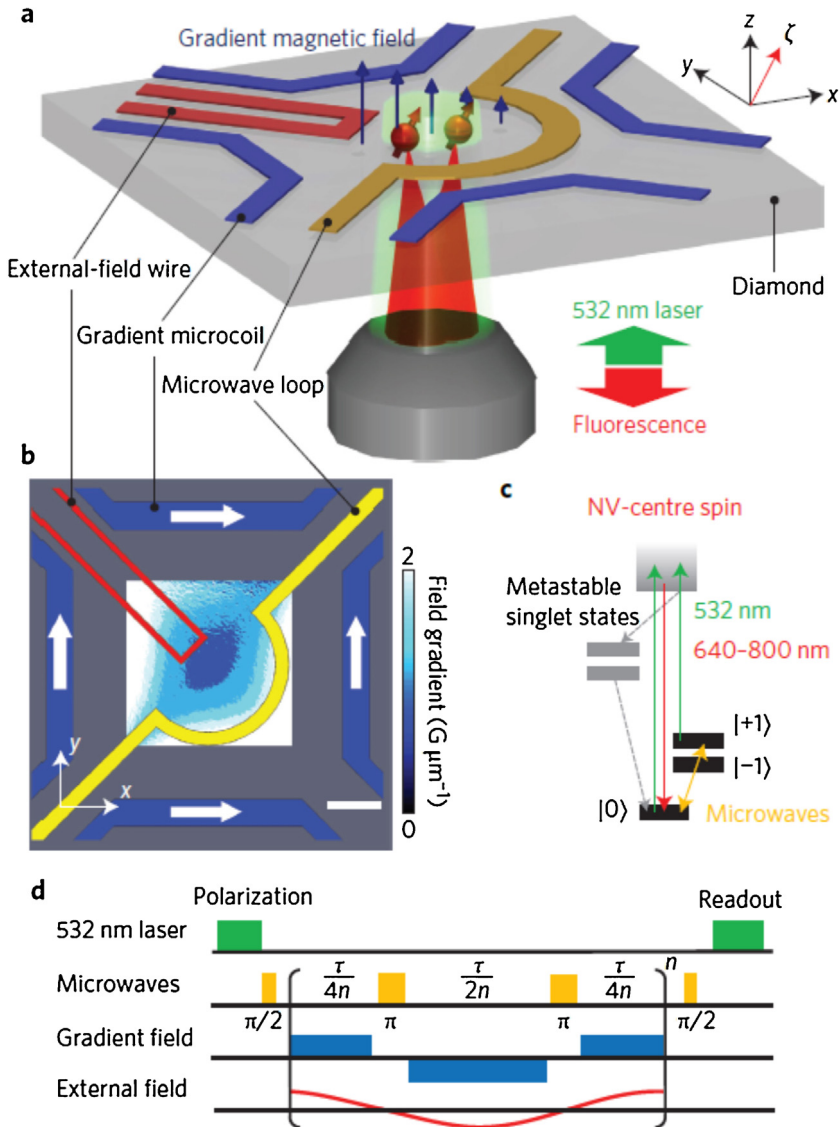 a
Gradient magnetic field
z
ζ
y
x
External-field wire
Gradient microcoil
Microwave loop
Diamond
532 nm laser
Fluorescence
b
y
x
2
Field gradient (G μm⁻¹)
0
c
NV-centre spin
Metastable
singlet states
532 nm
640–800 nm
|+1⟩
|−1⟩
|0⟩
Microwaves
d
Polarization
Readout
532 nm laser
Microwaves
τ/4n
τ/2n
τ/4n
n
π/2
π
π
π/2
Gradient field
External field